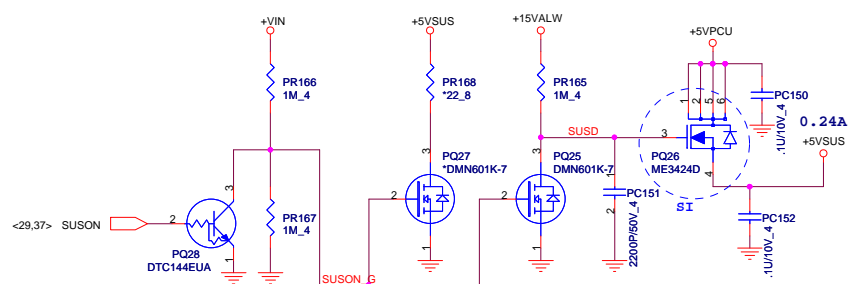 +VIN
+5VSUS
+15VALW
+5VPCU
PR166
1M_4
PR168
*22_8
PR165
1M_4
1
2
5
6
PC150
.1U/10V_4
0.24A
+5VSUS
SUSD
3
PQ26
ME3424D
4
SI
3
PQ27
*DMN601K-7
2
1
3
PQ25
DMN601K-7
2
1
1
PC151
2
2200P/50V_4
PC152
.1U/10V_4
<29,37> SUSON
2
3
PQ28
DTC144EUA
1
PR167
1M_4
SUSON_G